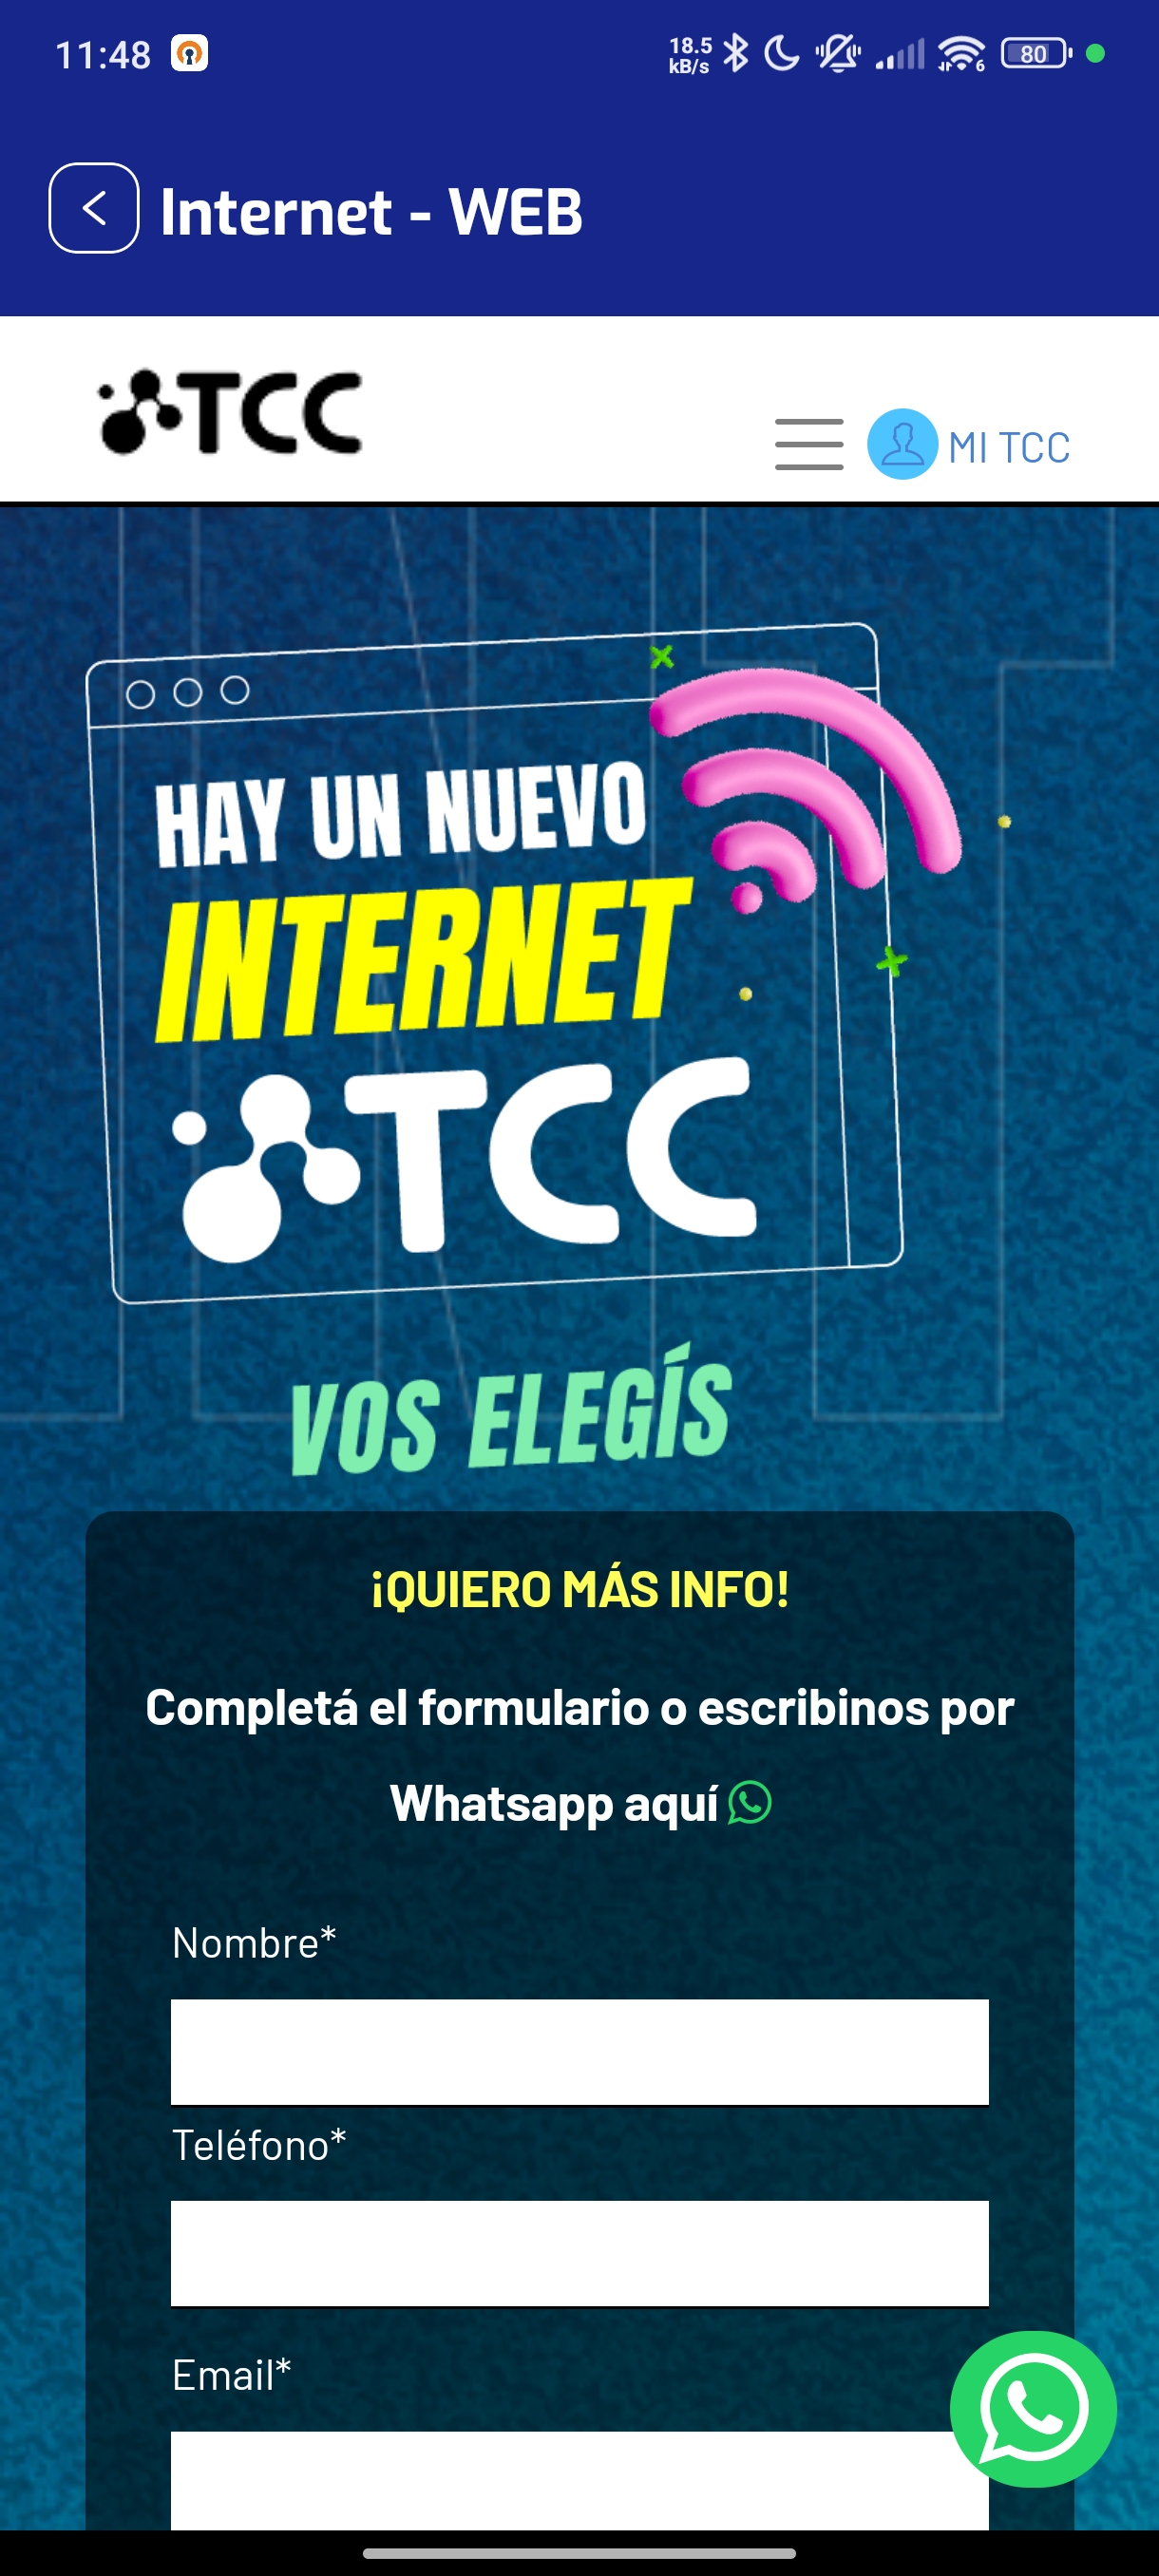 11:48
18.5
kB/s
6
80
Internet - WEB
TCC
MI TCC
HAY UN NUEVO
INTERNET
TCC
VOS ELEGÍS
¡QUIERO MÁS INFO!
Completá el formulario o escribinos por
Whatsapp aquí
Nombre*
Teléfono*
Email*